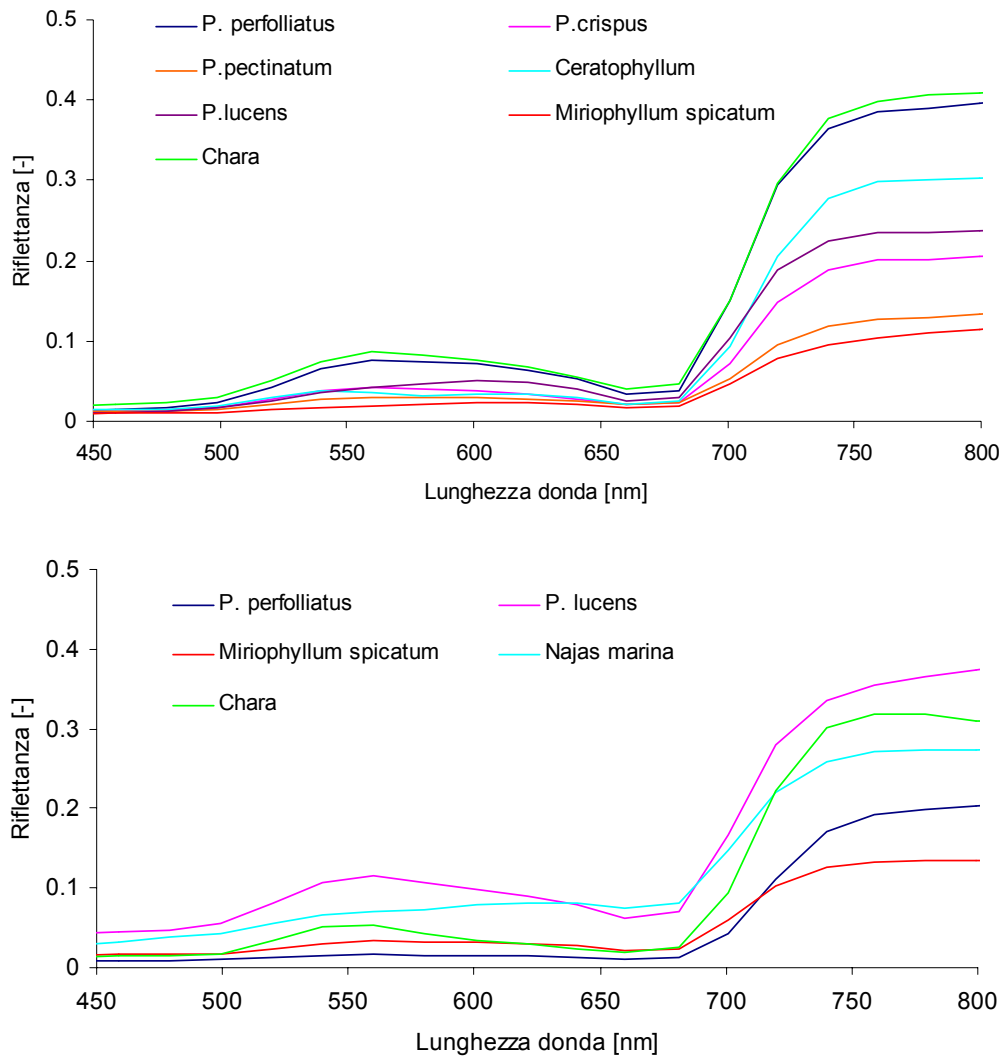 0.5
0.4
0.3
0.2
0.1
0
Riflettanza [-]
P. perfolliatus
P.crispus
P.pectinatum
Ceratophyllum
P.lucens
Miriophyllum spicatum
Chara
450 500 550 600 650 700 750 800
Lunghezza donda [nm]
0.5
0.4
0.3
0.2
0.1
0
Riflettanza [-]
P. perfolliatus
P. lucens
Miriophyllum spicatum
Najas marina
Chara
450 500 550 600 650 700 750 800
Lunghezza donda [nm]